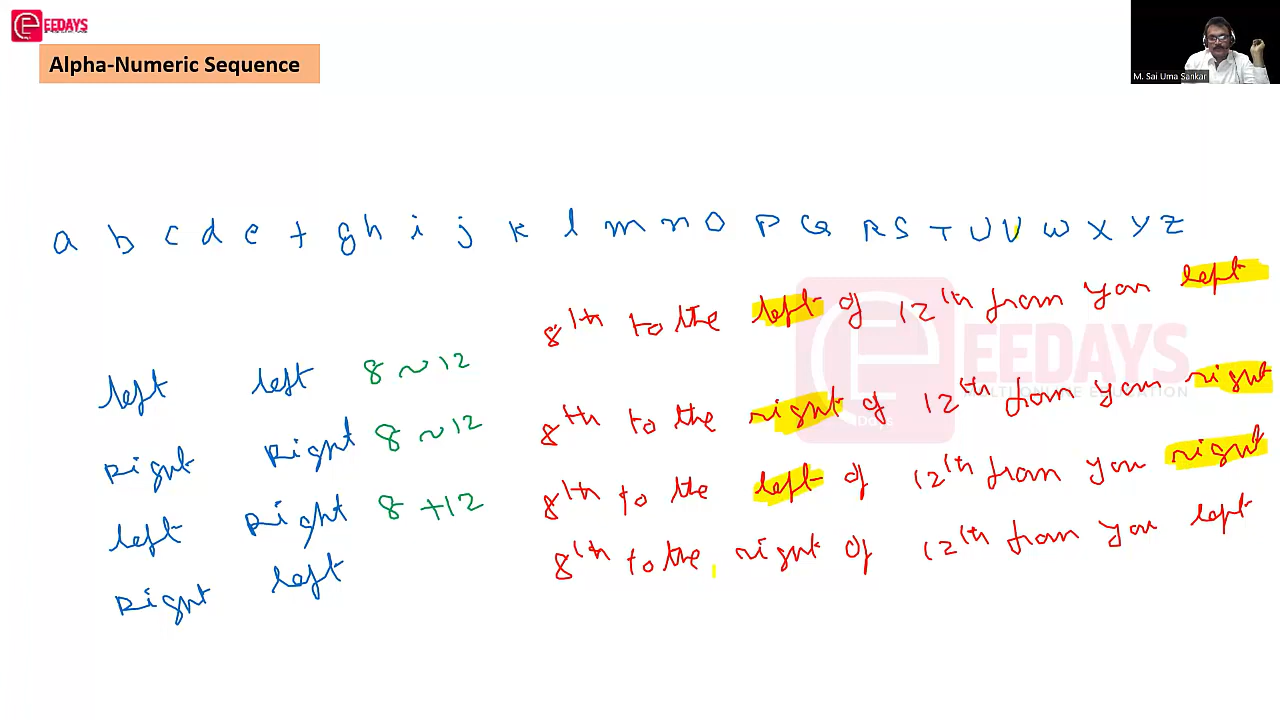 EEDAYS
Alpha-Numeric Sequence
M. Sai Uma Sankar
a b c d e f g h i j k l m n O P Q R S T U V W X Y Z
8th to the left of 12th from your left
left left 8 ~ 12
8th to the right of 12th from your right
Right Right 8 ~ 12
8th to the left of 12th from your right
left Right 8 + 12
8th to the right of 12th from your left
Right left
EEDAYS